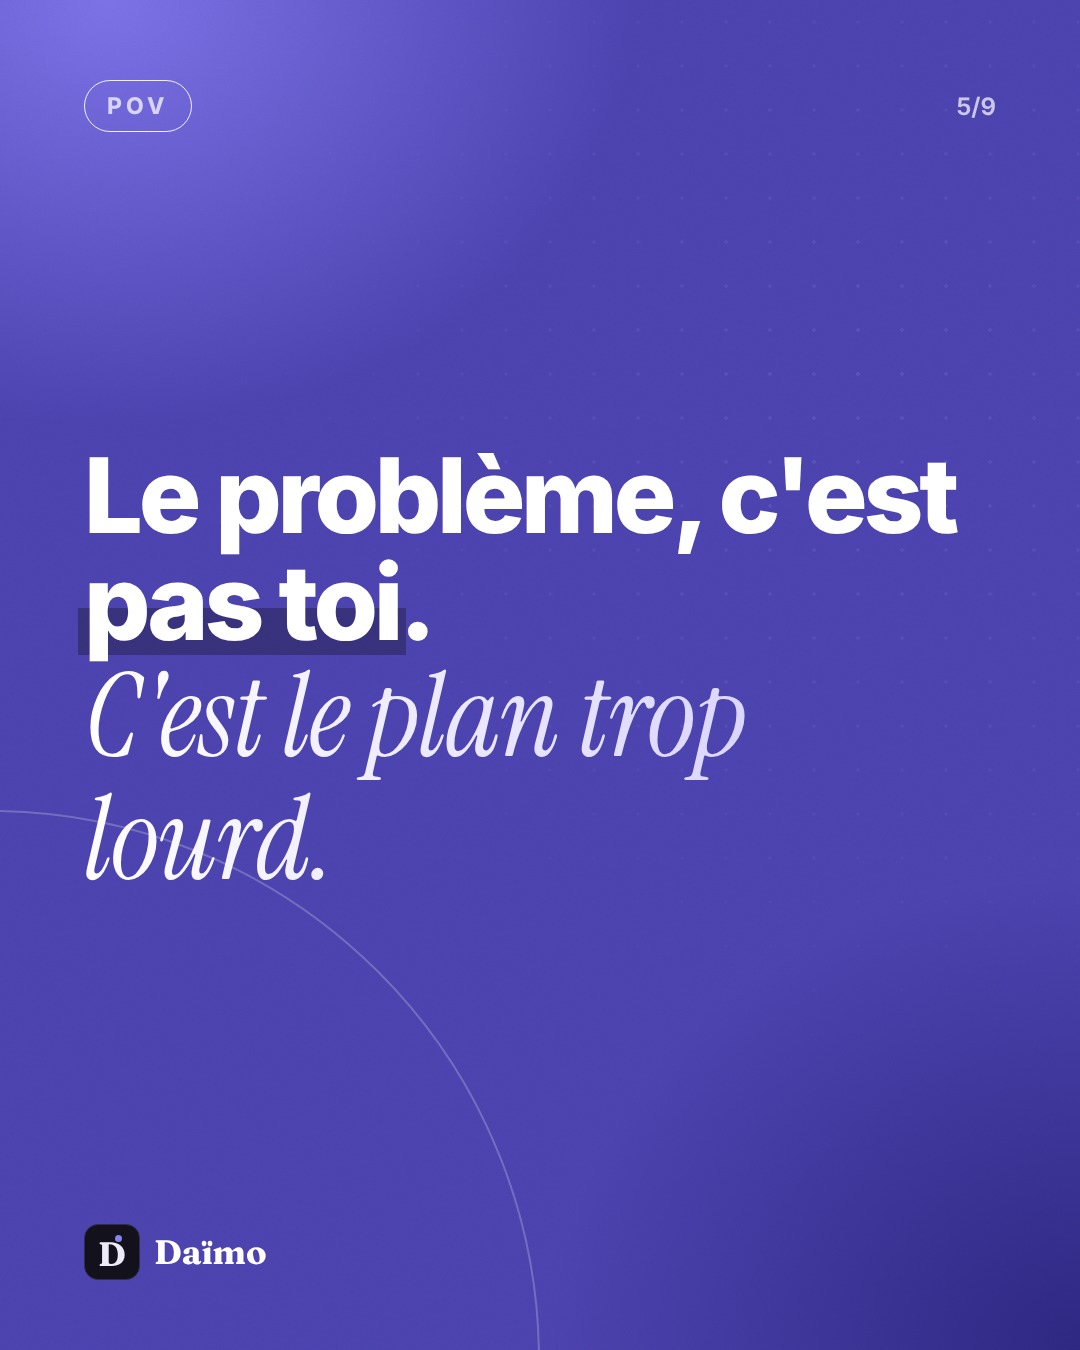 POV
5/9
Le problème, c'est
pas toi.
C'est le plan trop
lourd.
D
Daïmo